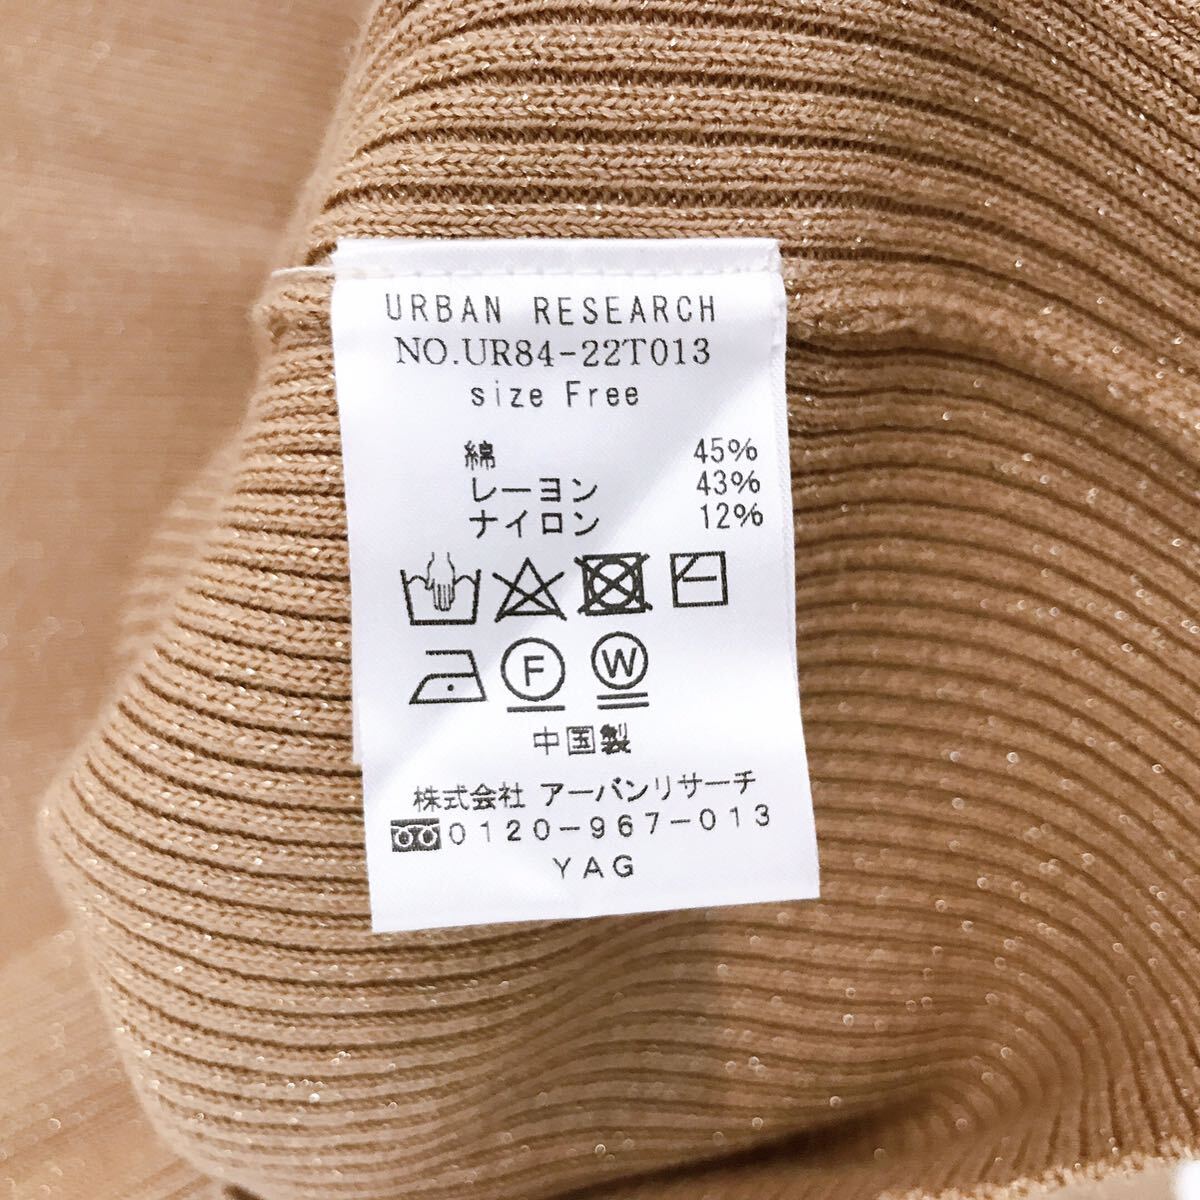 URBAN RESEARCH
NO.UR84-22T013
size Free
綿 45%
レーヨン 43%
ナイロン 12%
F W
中国製
株式会社 アーバンリサーチ
0120-967-013
YAG